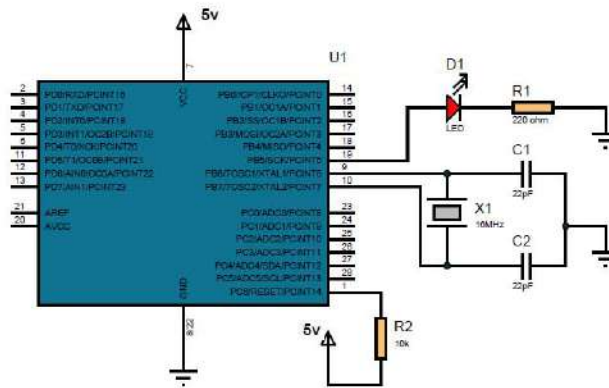 5v
U1
7
VCC
2 PD0/RXD/PCINT16
3 PD1/TXD/PCINT17
4 PD2/INT0/PCINT18
5 PD3/INT1/OC2B/PCINT19
6 PD4/T0/XCK/PCINT20
11 PD5/T1/OC0B/PCINT21
12 PD6/AIN0/OC0A/PCINT22
13 PD7/AIN1/PCINT23
21 AREF
20 AVCC
PB0/ICP1/CLKO/PCINT0 14
PB1/OC1A/PCINT1 15
PB2/SS/OC1B/PCINT2 16
PB3/MOSI/OC2A/PCINT3 17
PB4/MISO/PCINT4 18
PB5/SCK/PCINT5 19
PB6/TOSC1/XTAL1/PCINT6 9
PB7/TOSC2/XTAL2/PCINT7 10
PC0/ADC0/PCINT8 23
PC1/ADC1/PCINT9 24
PC2/ADC2/PCINT10 25
PC3/ADC3/PCINT11 26
PC4/ADC4/SDA/PCINT12 27
PC5/ADC5/SCL/PCINT13 28
PC6/RESET/PCINT14 1
GND
8/22
D1
LED
R1
220 ohm
C1
22pF
X1
16MHz
C2
22pF
5v
R2
10k